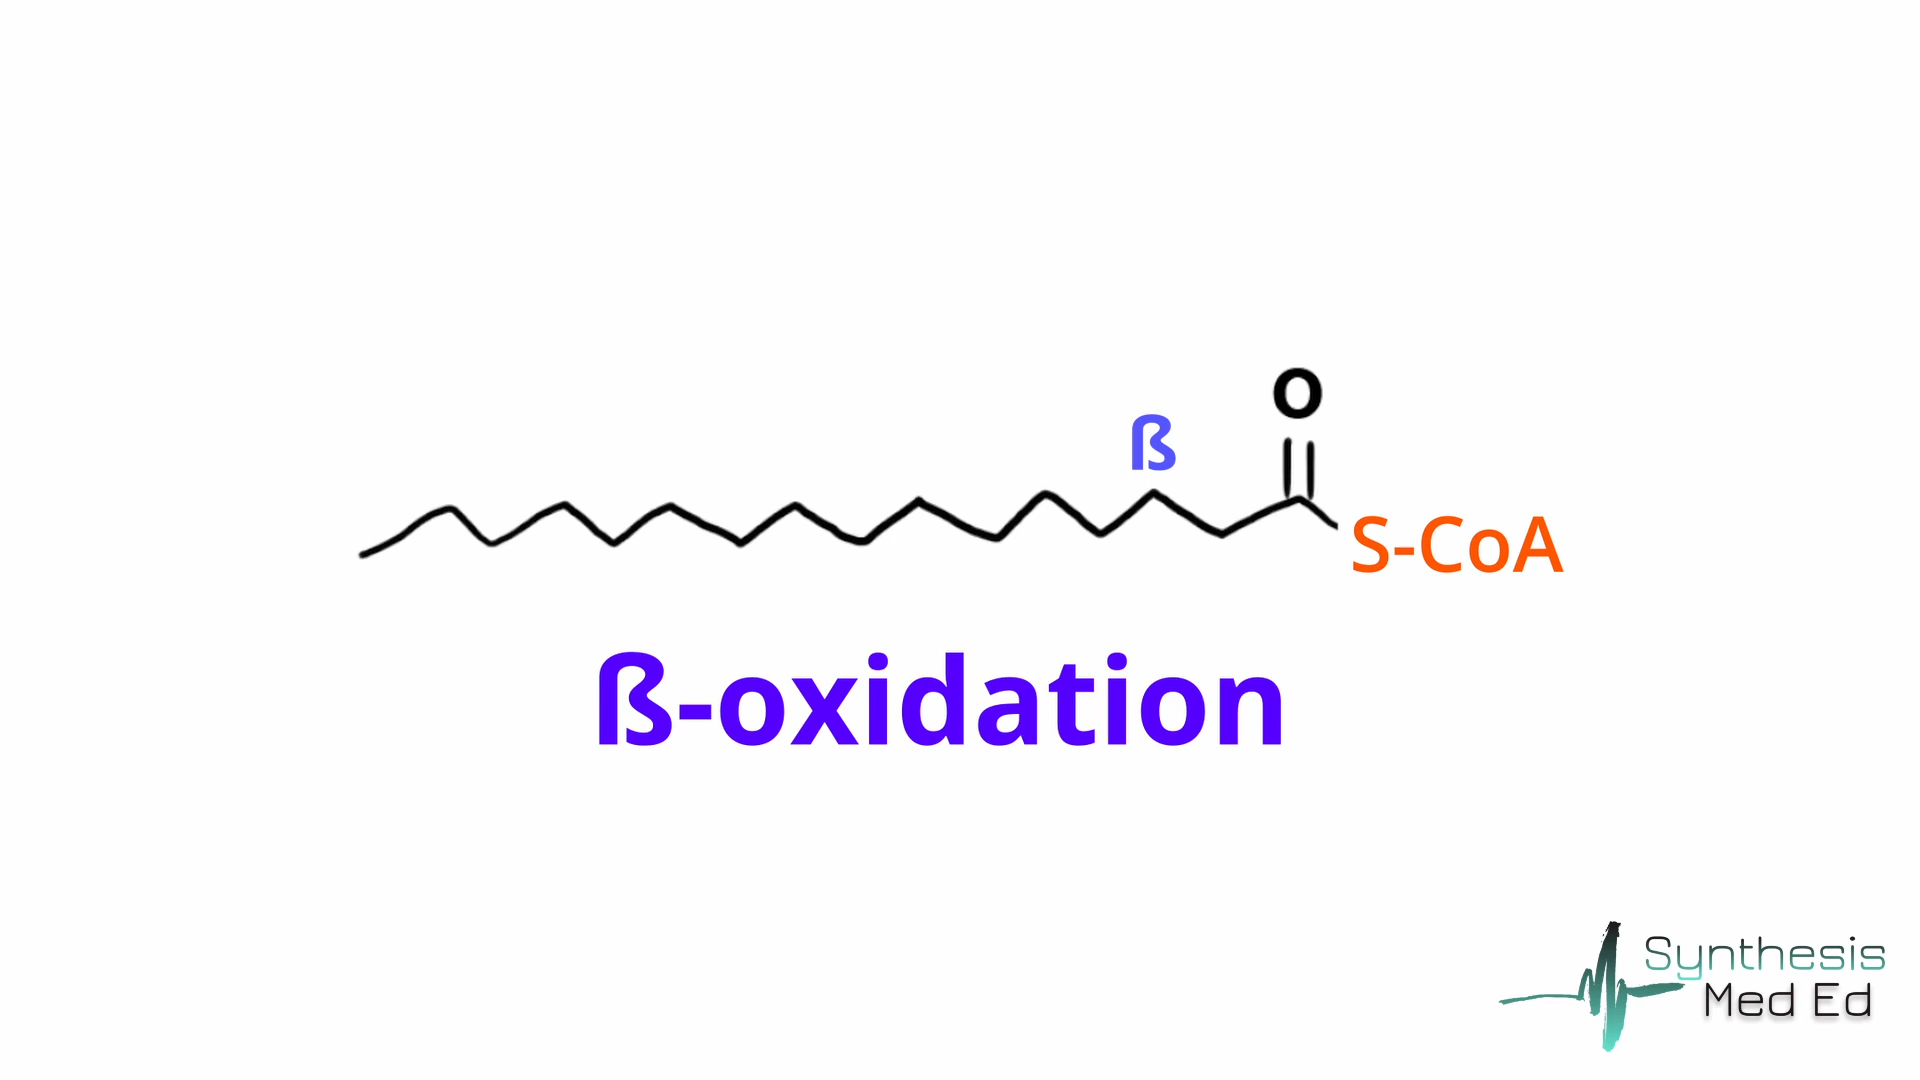 O
ß
S-CoA
ß-oxidation
Synthesis
Med Ed